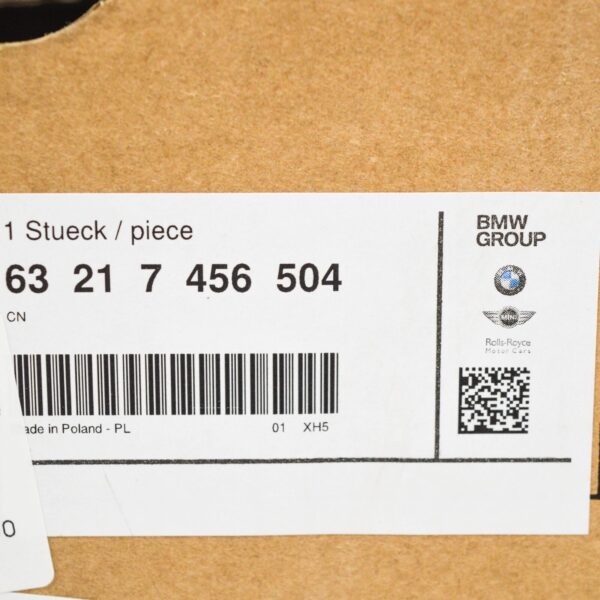 1 Stueck / piece
63 21 7 456 504
CN
ade in Poland - PL
01 XH5
BMW
GROUP
MINI
Rolls-Royce
Motor Cars
0